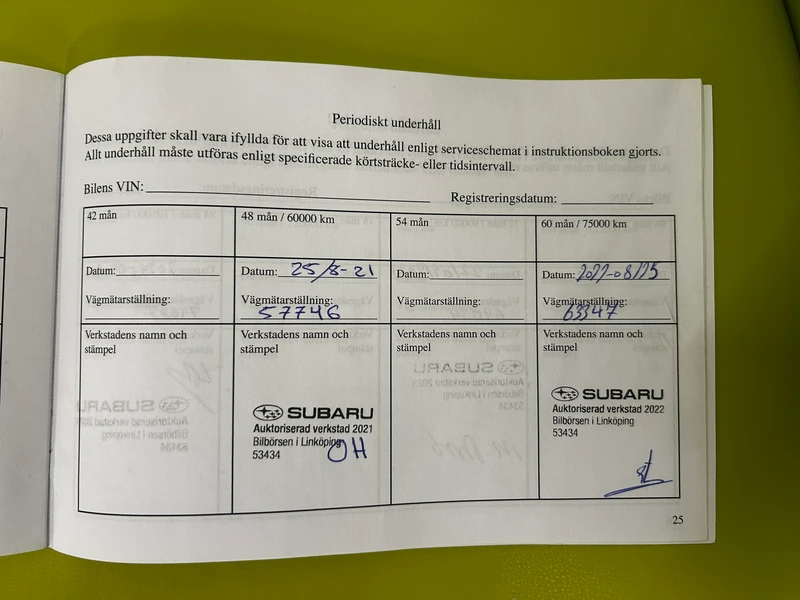 Periodiskt underhåll
Dessa uppgifter skall vara ifyllda för att visa att underhåll enligt serviceschemat i instruktionsboken gjorts.
Allt underhåll måste utföras enligt specificerade körtsträcke- eller tidsintervall.
Bilens VIN:
Registreringsdatum:
42 mån
Datum:
Vägmätarställning:
Verkstadens namn och
stämpel
48 mån / 60000 km
Datum: 25/8-21
Vägmätarställning:
57746
Verkstadens namn och
stämpel
SUBARU
Auktoriserad verkstad 2021
Bilbörsen i Linköping
53434
OH
54 mån
Datum:
Vägmätarställning:
Verkstadens namn och
stämpel
60 mån / 75000 km
Datum: 2022-08/25
Vägmätarställning:
63347
Verkstadens namn och
stämpel
SUBARU
Auktoriserad verkstad 2022
Bilbörsen i Linköping
53434
25